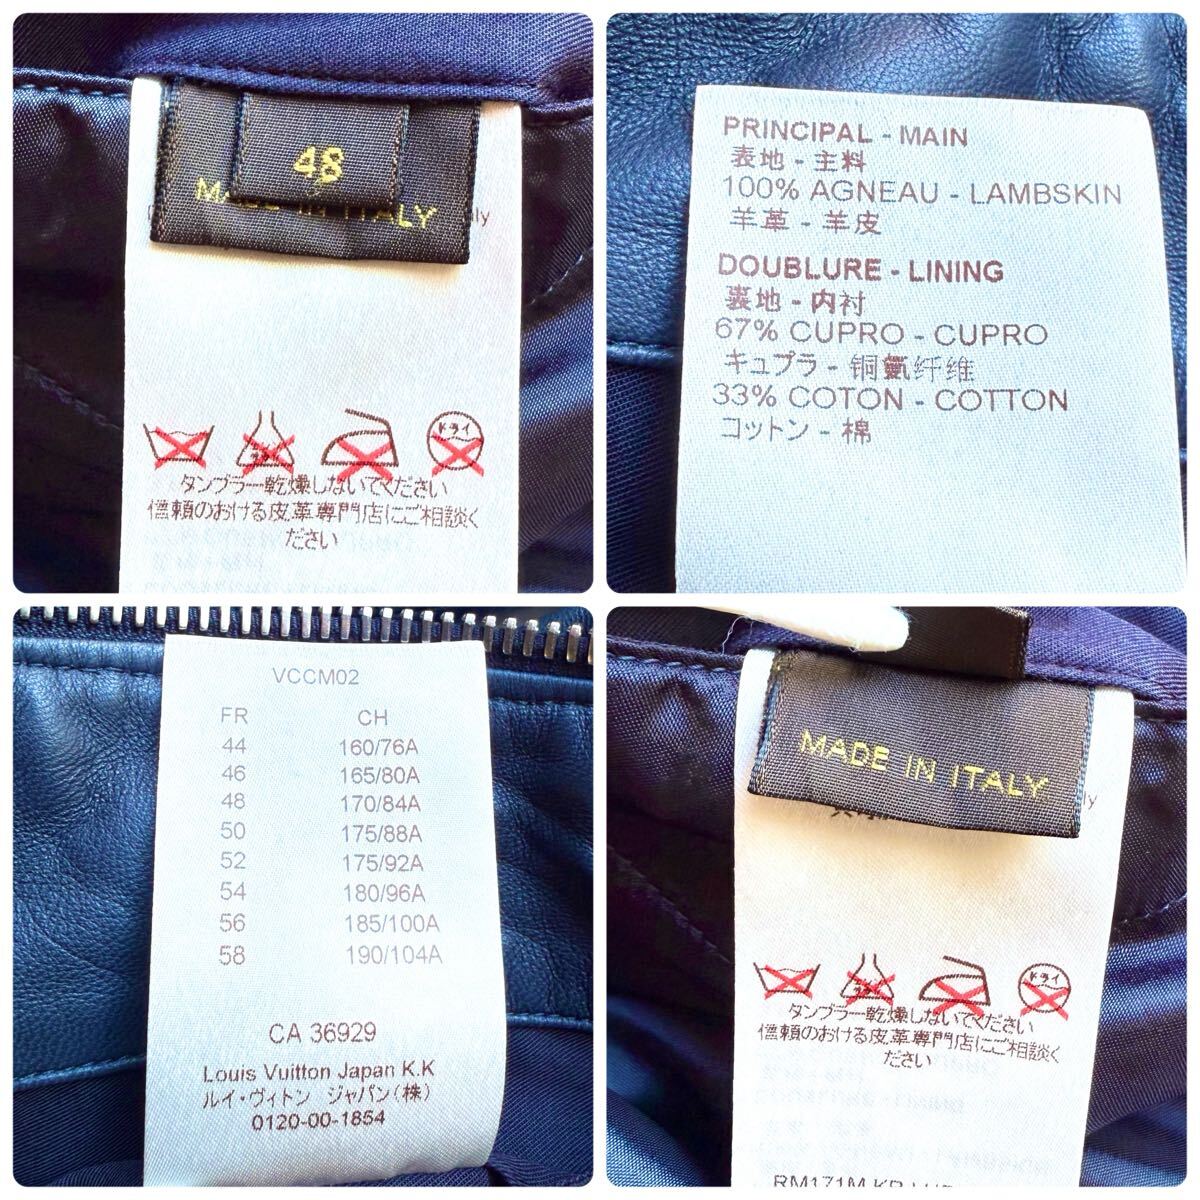 48
MADE IN ITALY
ドライ
タンブラー乾燥しないでください
信頼のおける皮革専門店にご相談く
ださい
PRINCIPAL - MAIN
表地 - 主料
100% AGNEAU - LAMBSKIN
羊革 - 羊皮
DOUBLURE - LINING
裏地 - 内衬
67% CUPRO - CUPRO
キュプラ - 铜氨纤维
33% COTON - COTTON
コットン - 棉
VCCM02
FR CH
44 160/76A
46 165/80A
48 170/84A
50 175/88A
52 175/92A
54 180/96A
56 185/100A
58 190/104A
CA 36929
Louis Vuitton Japan K.K
ルイ・ヴィトン ジャパン(株)
0120-00-1854
MADE IN ITALY
ドライ
タンブラー乾燥しないでください
信頼のおける皮革専門店にご相談く
ださい
RM171M